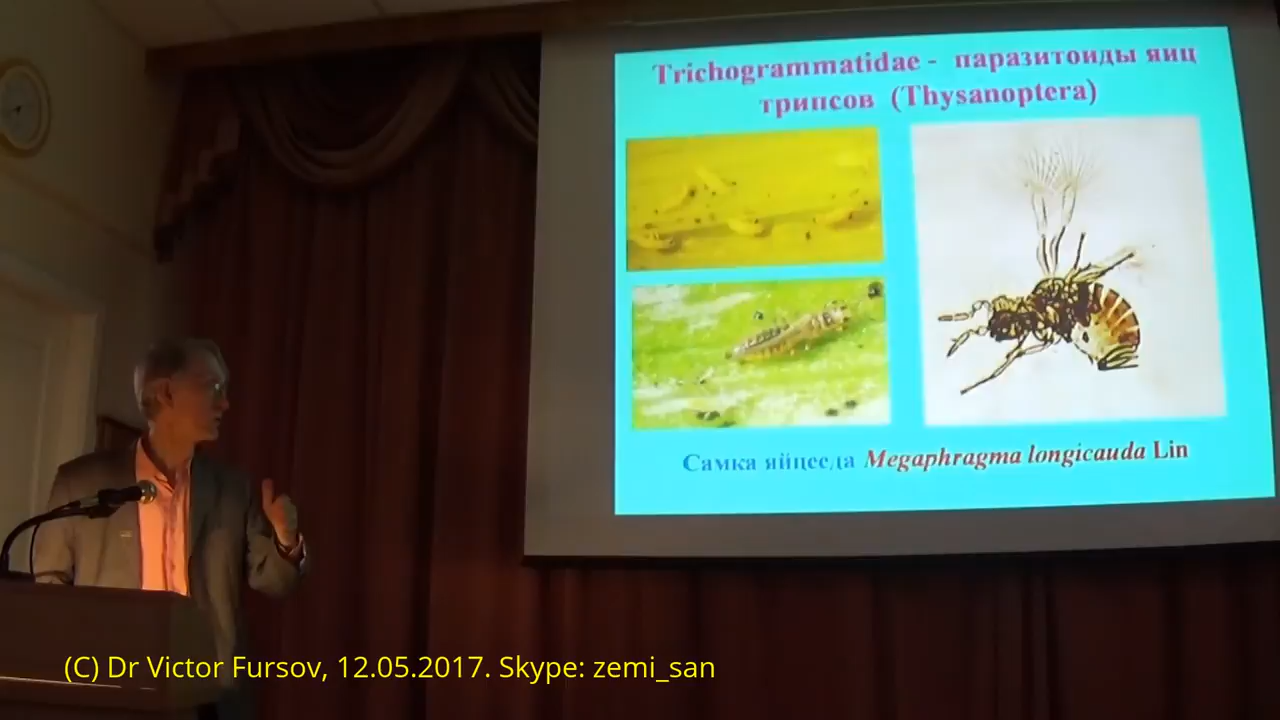 Trichogrammatidae - паразитоиды яиц
трипсов (Thysanoptera)
Самка яйцееда Megaphragma longicauda Lin
(C) Dr Victor Fursov, 12.05.2017. Skype: zemi_san